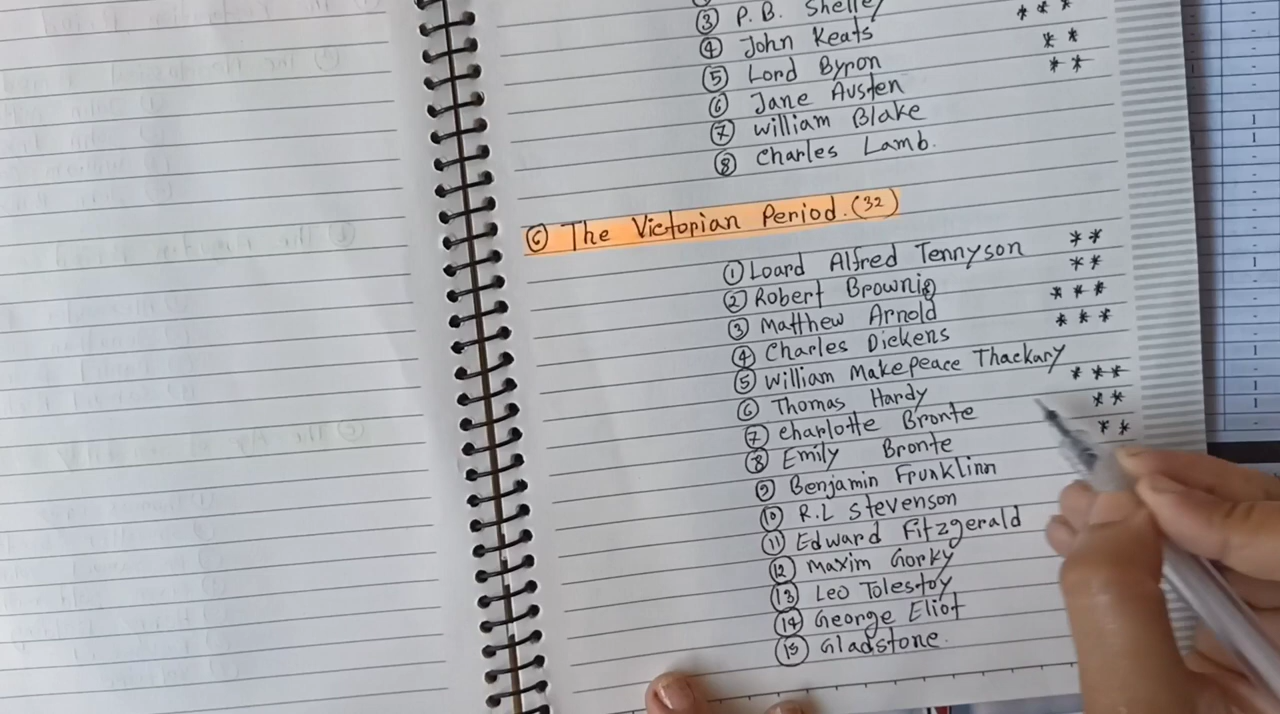 ③ P.B. Shelley ***
④ John Keats **
⑤ Lord Byron **
⑥ Jane Austen
⑦ William Blake
⑧ Charles Lamb.
⑥ The Victorian Period. (32)
① Loard Alfred Tennyson **
② Robert Brownig **
③ Matthew Arnold ***
④ Charles Dickens ***
⑤ William Makepeace Thackary
⑥ Thomas Hardy ***
⑦ Charlotte Bronte **
⑧ Emily Bronte **
⑨ Benjamin Frunklinn
⑩ R.L Stevenson
⑪ Edward Fitzgerald
⑫ Maxim Gorky
⑬ Leo Tolestoy
⑭ George Eliot
⑮ Gladstone.